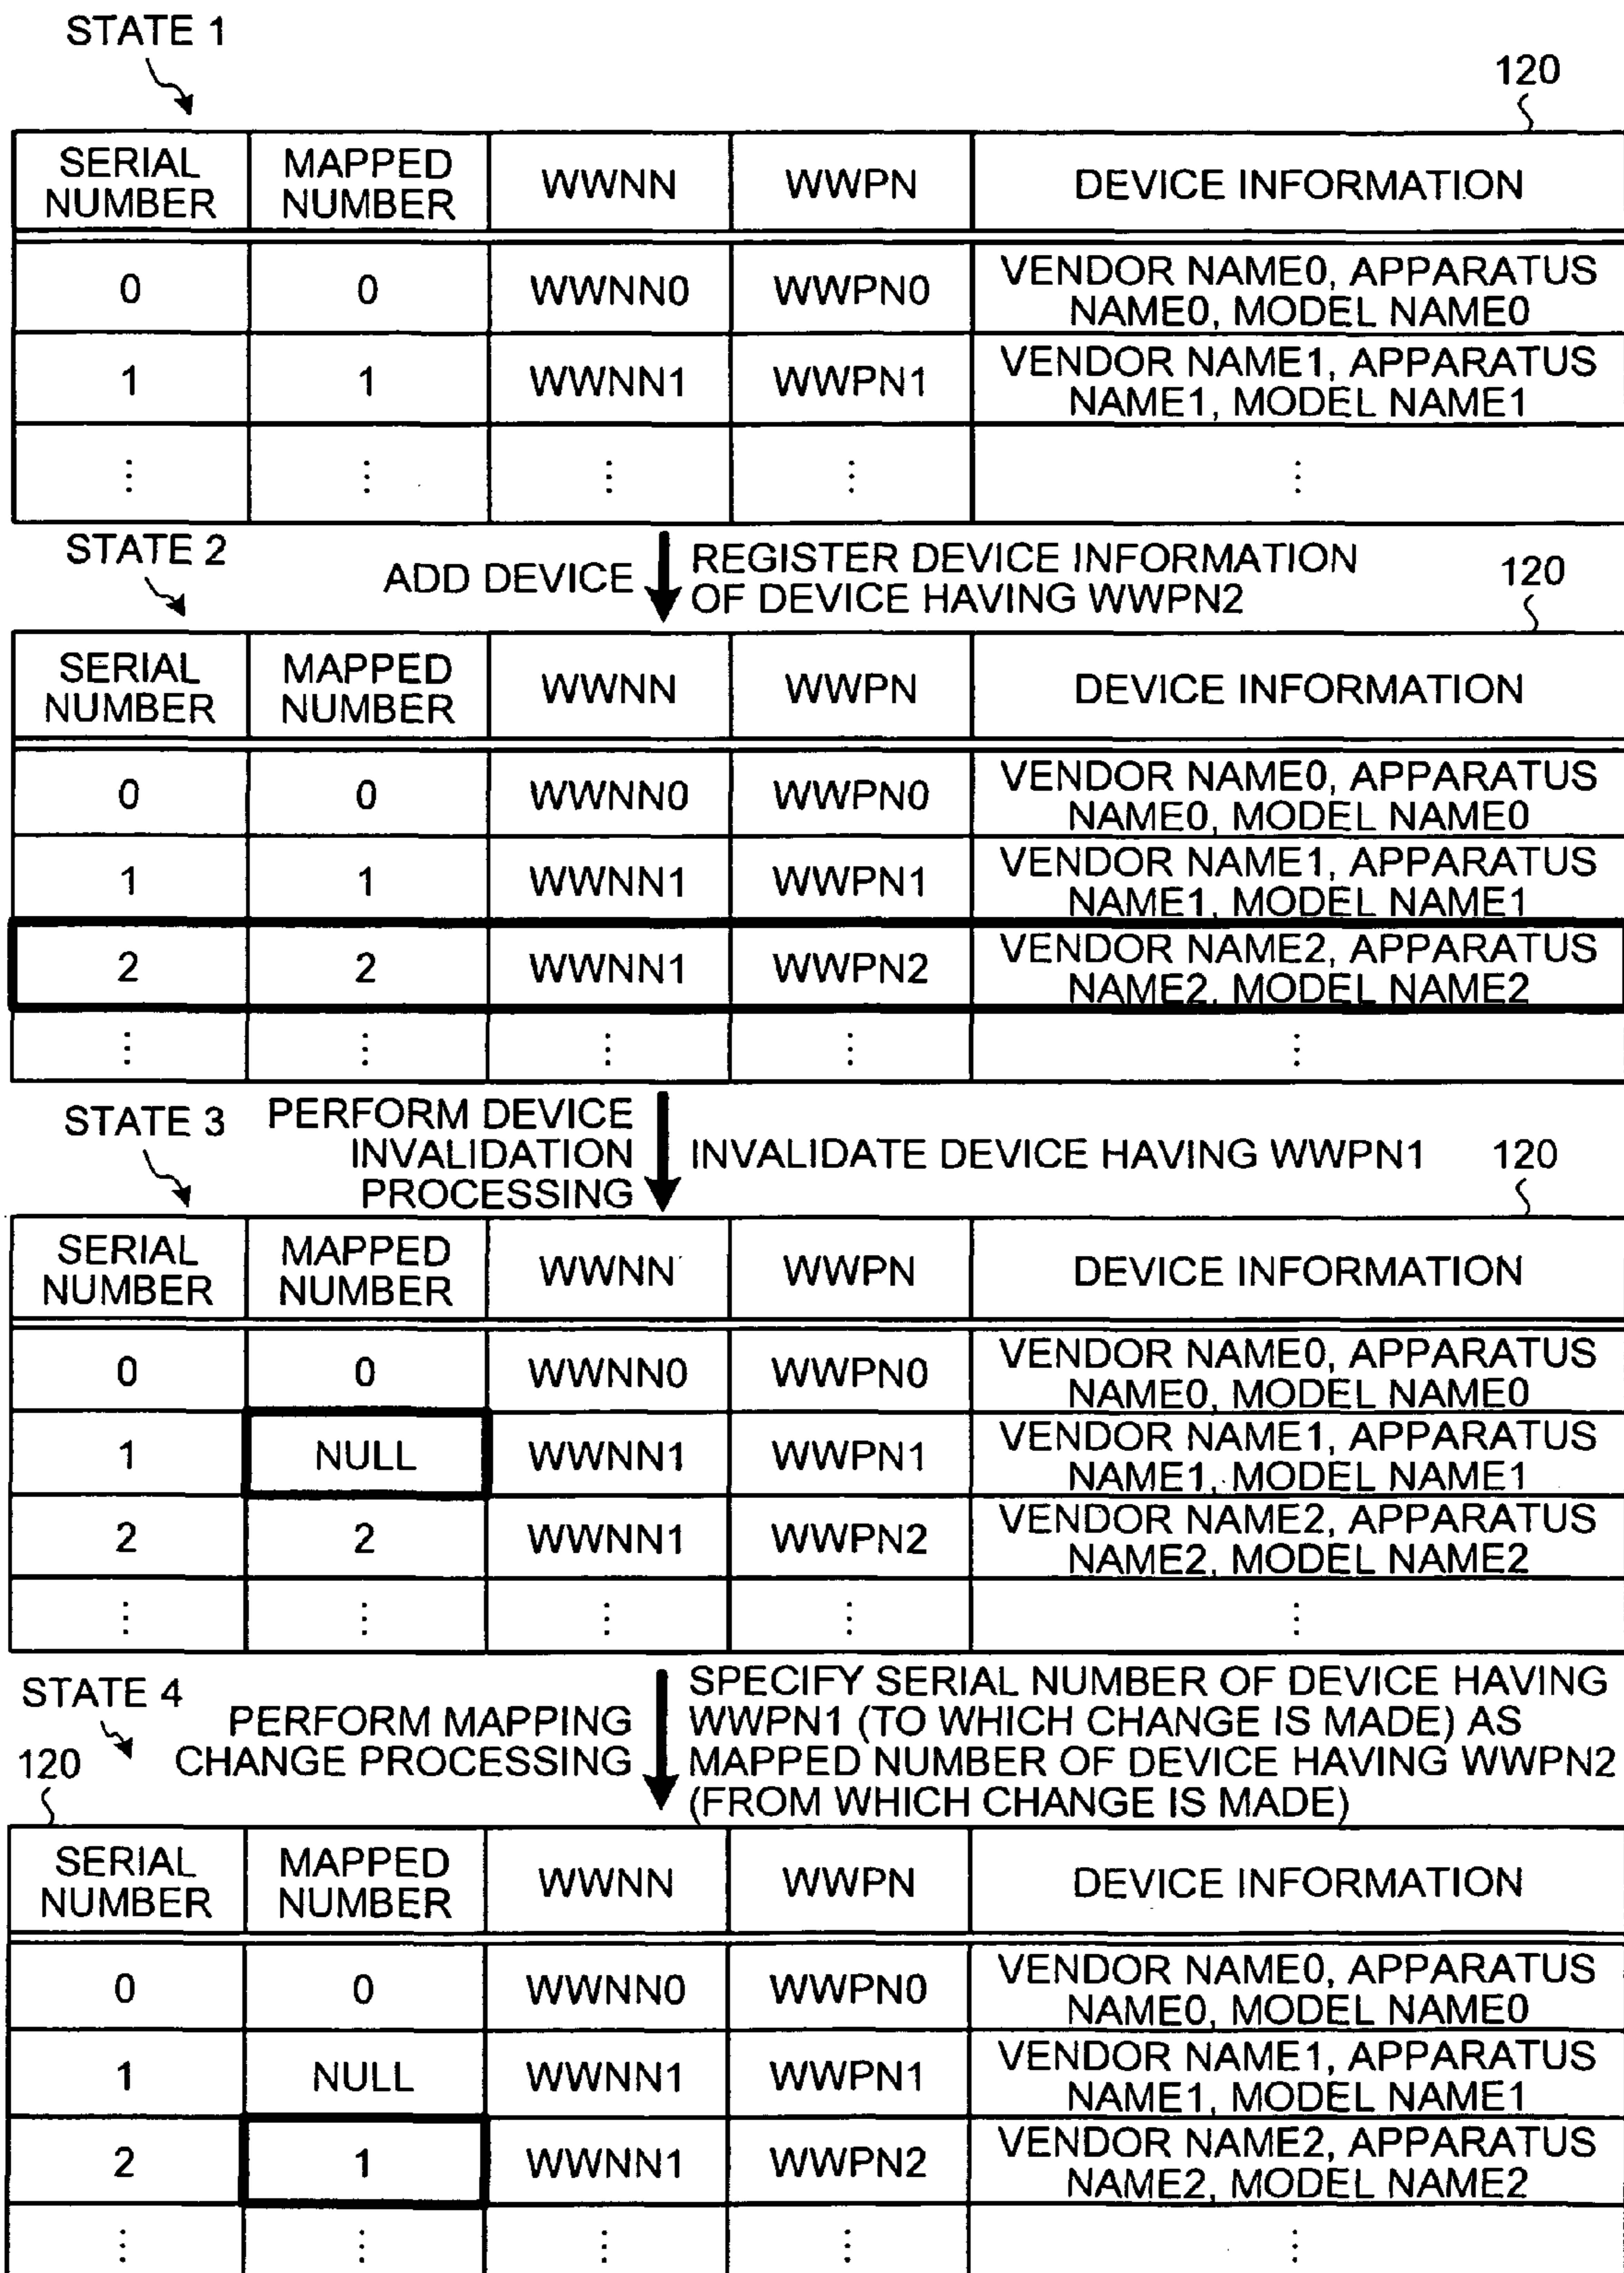 STATE 1
120
SERIAL NUMBER MAPPED NUMBER WWNN WWPN DEVICE INFORMATION
0 0 WWNN0 WWPN0 VENDOR NAME0, APPARATUS NAME0, MODEL NAME0
1 1 WWNN1 WWPN1 VENDOR NAME1, APPARATUS NAME1, MODEL NAME1
⋮ ⋮ ⋮ ⋮ ⋮
STATE 2
ADD DEVICE
REGISTER DEVICE INFORMATION
OF DEVICE HAVING WWPN2
120
SERIAL NUMBER MAPPED NUMBER WWNN WWPN DEVICE INFORMATION
0 0 WWNN0 WWPN0 VENDOR NAME0, APPARATUS NAME0, MODEL NAME0
1 1 WWNN1 WWPN1 VENDOR NAME1, APPARATUS NAME1, MODEL NAME1
2 2 WWNN1 WWPN2 VENDOR NAME2, APPARATUS NAME2, MODEL NAME2
⋮ ⋮ ⋮ ⋮ ⋮
STATE 3
PERFORM DEVICE
INVALIDATION
PROCESSING
INVALIDATE DEVICE HAVING WWPN1
120
SERIAL NUMBER MAPPED NUMBER WWNN WWPN DEVICE INFORMATION
0 0 WWNN0 WWPN0 VENDOR NAME0, APPARATUS NAME0, MODEL NAME0
1 NULL WWNN1 WWPN1 VENDOR NAME1, APPARATUS NAME1, MODEL NAME1
2 2 WWNN1 WWPN2 VENDOR NAME2, APPARATUS NAME2, MODEL NAME2
⋮ ⋮ ⋮ ⋮ ⋮
STATE 4
PERFORM MAPPING
CHANGE PROCESSING
SPECIFY SERIAL NUMBER OF DEVICE HAVING
WWPN1 (TO WHICH CHANGE IS MADE) AS
MAPPED NUMBER OF DEVICE HAVING WWPN2
(FROM WHICH CHANGE IS MADE)
120
SERIAL NUMBER MAPPED NUMBER WWNN WWPN DEVICE INFORMATION
0 0 WWNN0 WWPN0 VENDOR NAME0, APPARATUS NAME0, MODEL NAME0
1 NULL WWNN1 WWPN1 VENDOR NAME1, APPARATUS NAME1, MODEL NAME1
2 1 WWNN1 WWPN2 VENDOR NAME2, APPARATUS NAME2, MODEL NAME2
⋮ ⋮ ⋮ ⋮ ⋮